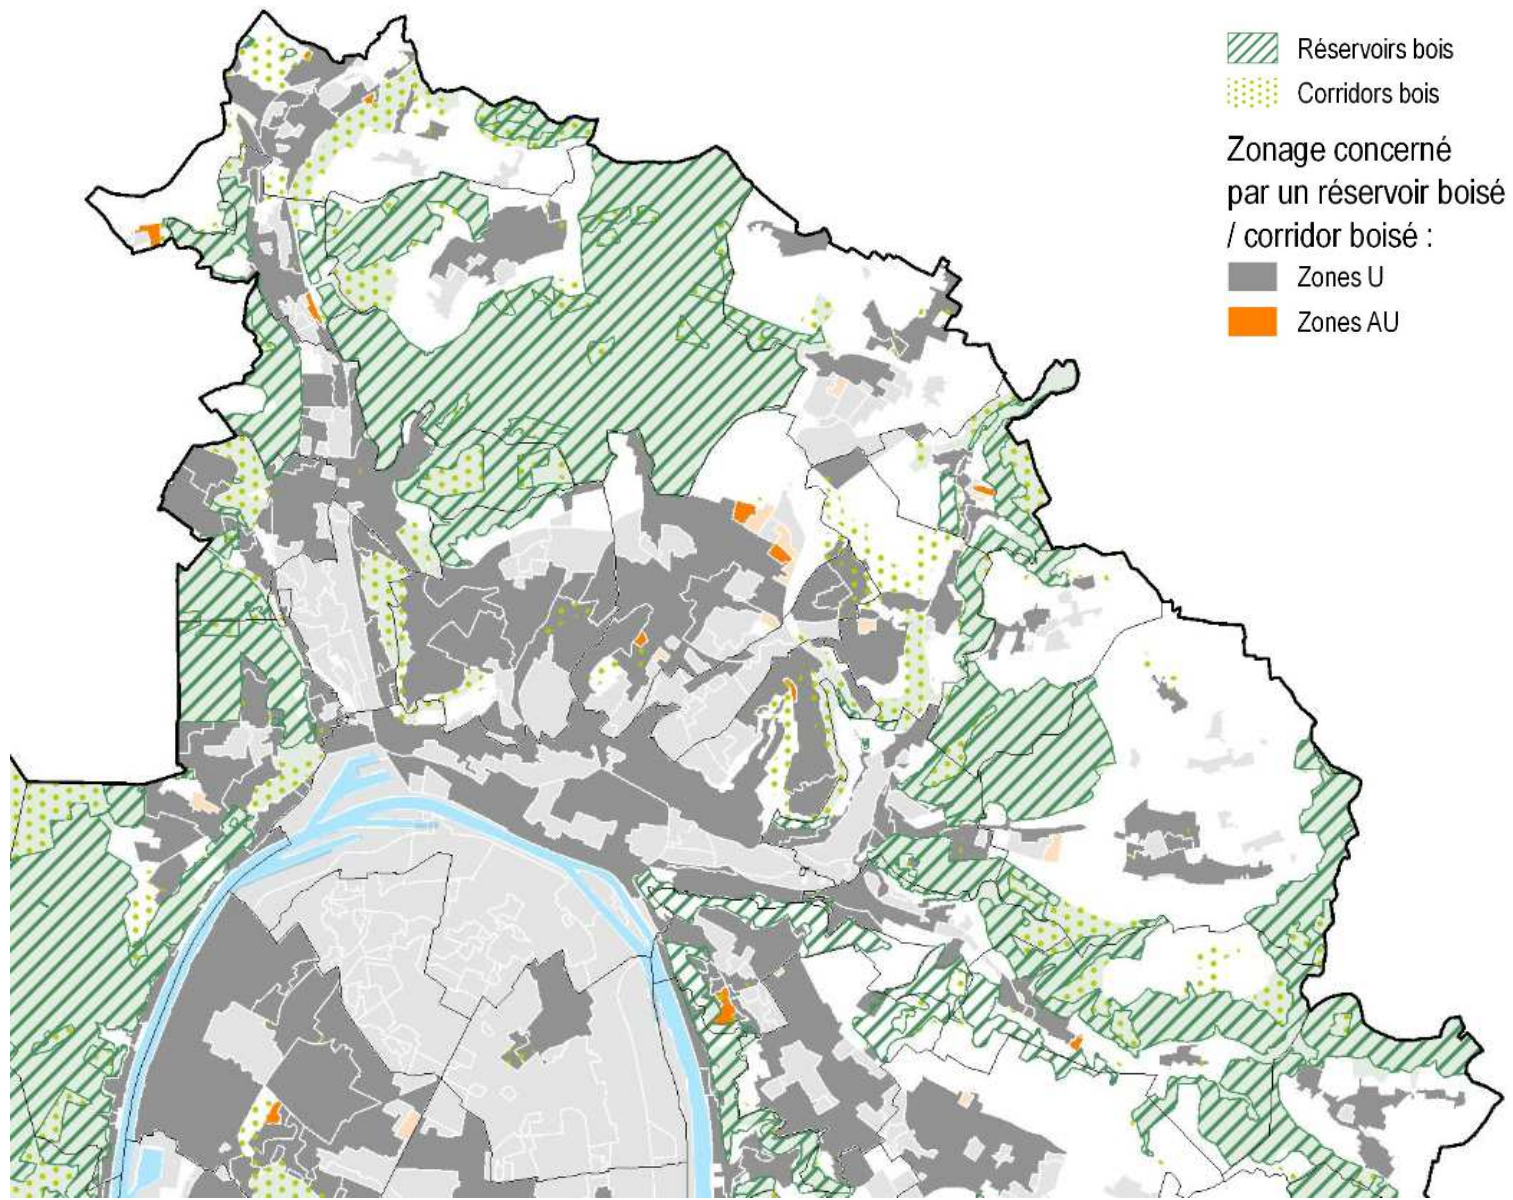 Réservoirs bois
Corridors bois
Zonage concerné
par un réservoir boisé
/ corridor boisé :
Zones U
Zones AU